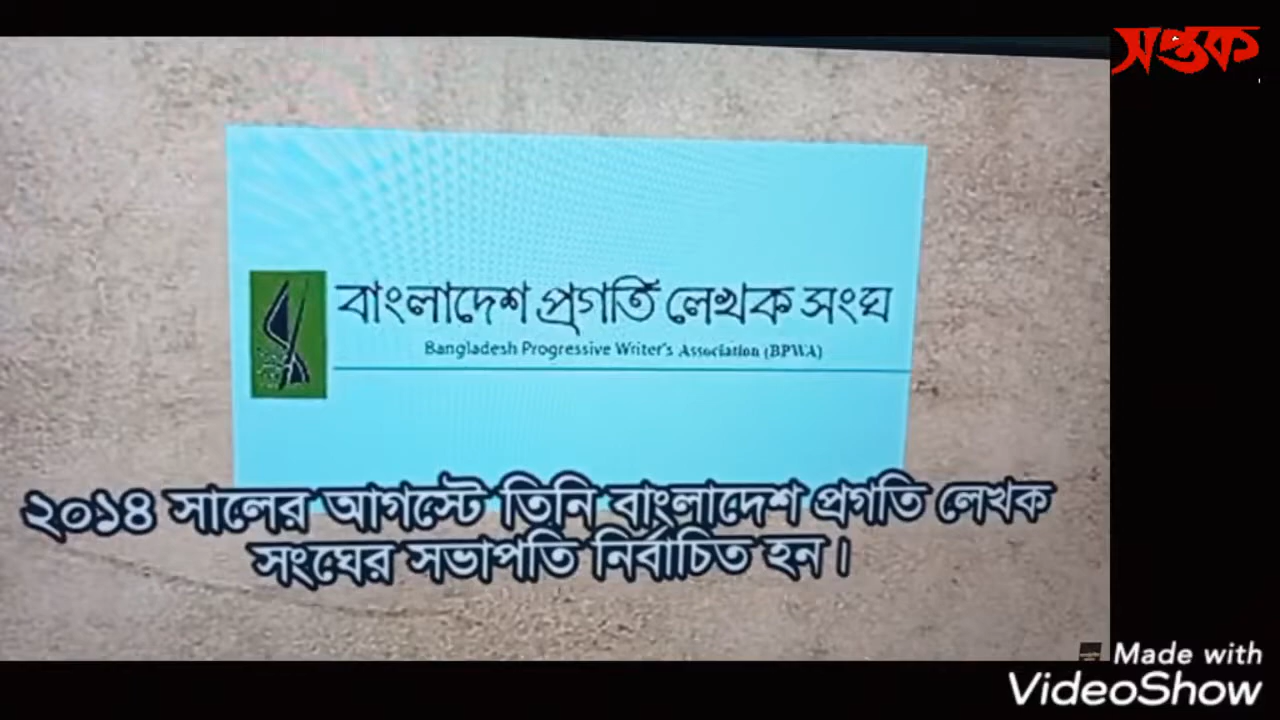 সপ্তক
বাংলাদেশ প্রগতি লেখক সংঘ
Bangladesh Progressive Writer's Association (BPWA)
২০১৪ সালের আগস্টে তিনি বাংলাদেশ প্রগতি লেখক
সংঘের সভাপতি নির্বাচিত হন।
Made with
VideoShow